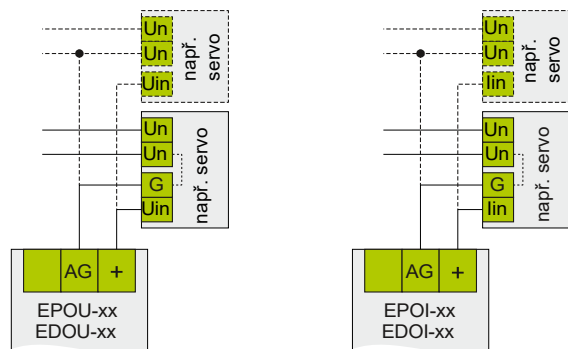 Un
Un
Uin
např.
servo
Un
Un
G
Uin
např. servo
AG +
EPOU-xx
EDOU-xx
Un
Un
Iin
např.
servo
Un
Un
G
Iin
např. servo
AG +
EPOI-xx
EDOI-xx